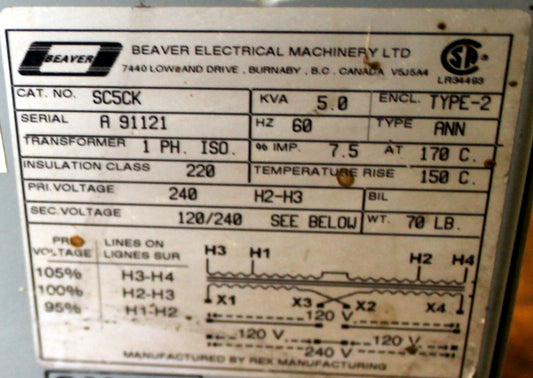 BEAVER
BEAVER ELECTRICAL MACHINERY LTD
7440 LOWLAND DRIVE, BURNABY, B.C. CANADA V5J5A4
LR34493
CAT. NO. SC5CK KVA 5.0 ENCL. TYPE-2
SERIAL A 91121 HZ 60 TYPE ANN
TRANSFORMER 1 PH. ISO. % IMP. 7.5 AT 170 C.
INSULATION CLASS 220 TEMPERATURE RISE 150 C.
PRI. VOLTAGE 240 H2-H3 BIL
SEC. VOLTAGE 120/240 SEE BELOW WT. 70 LB.
PRI. VOLTAGE LINES ON LIGNES SUR
105% H3-H4
100% H2-H3
95% H1-H2
H3 H1 H2 H4
X1 X3 X2 X4
120 V
120 V 120 V
240 V
MANUFACTURED BY REX MANUFACTURING